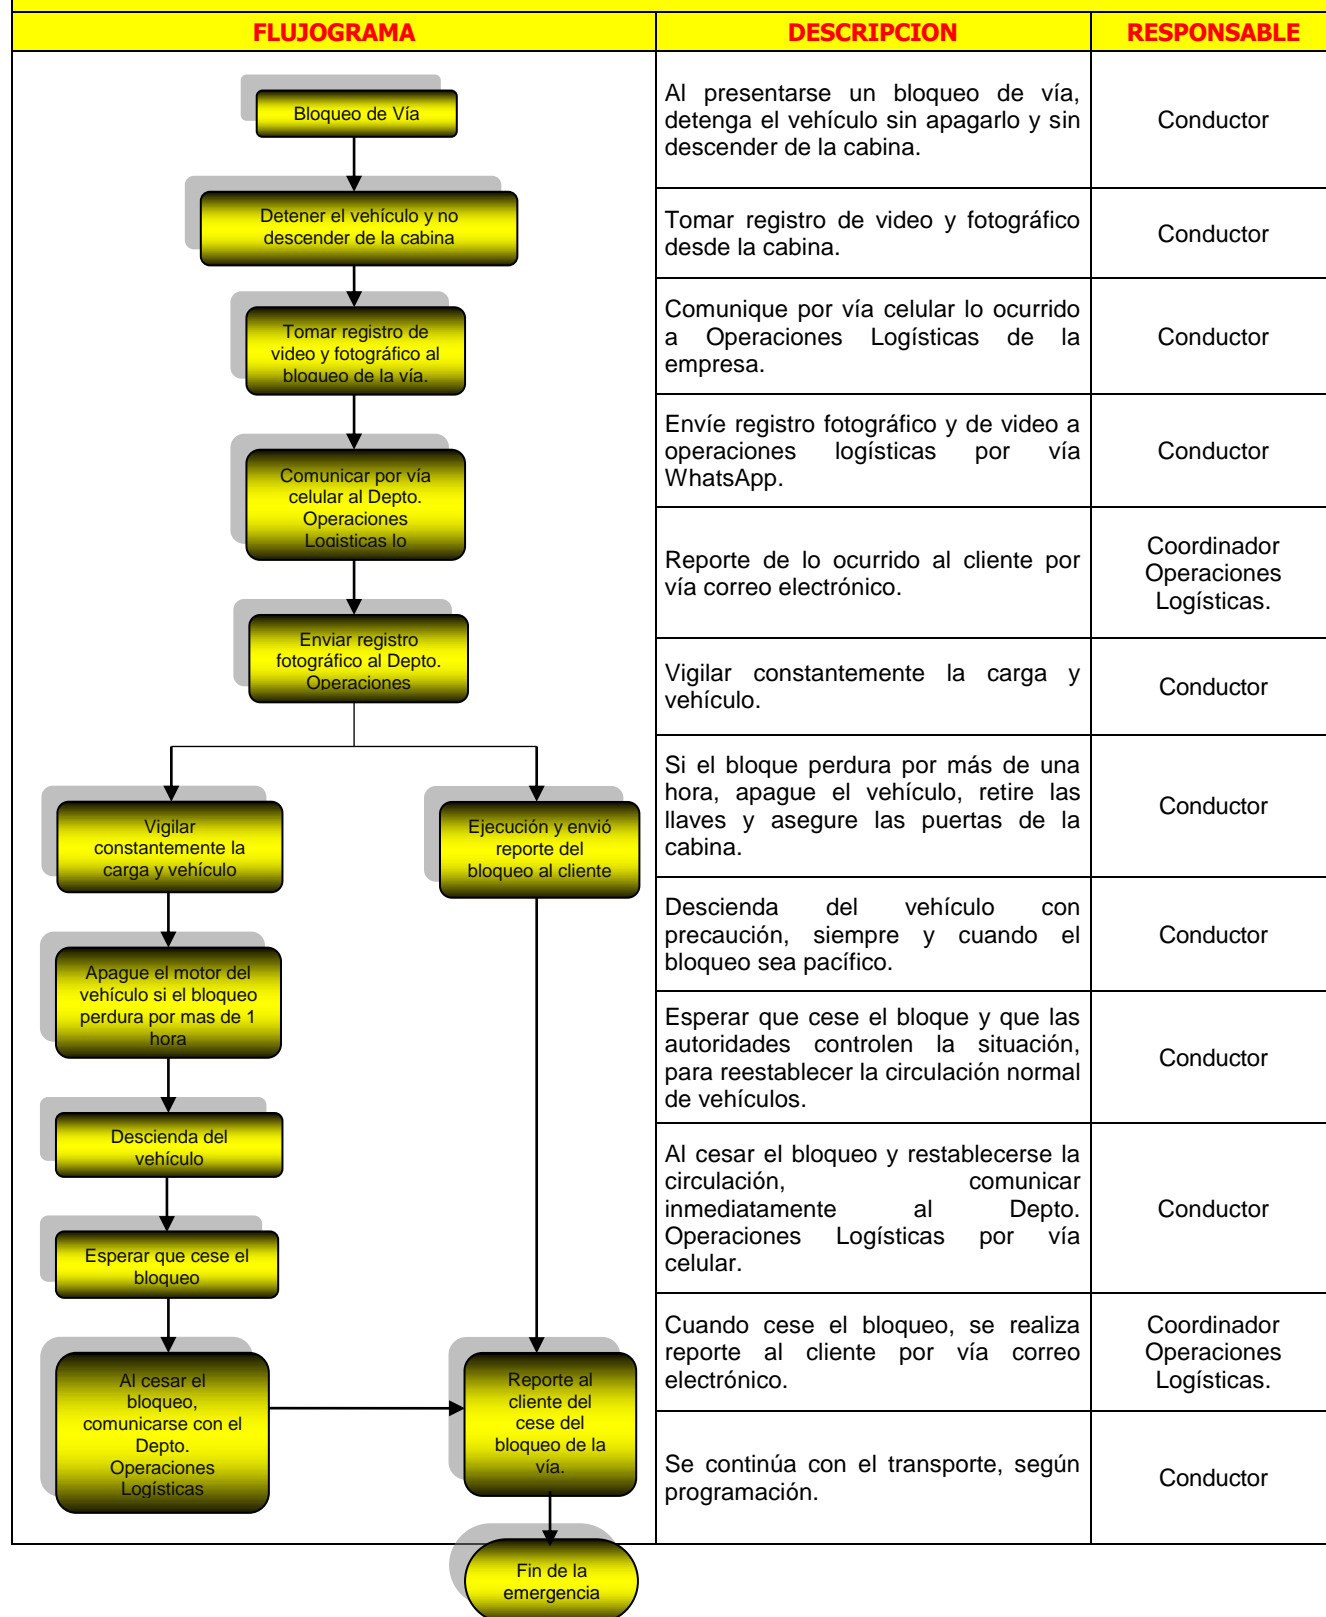 FLUJOGRAMA
DESCRIPCION
RESPONSABLE
Bloqueo de Vía
Detener el vehículo y no
descender de la cabina
Tomar registro de
video y fotográfico al
bloqueo de la vía.
Comunicar por vía
celular al Depto.
Operaciones
Logisticas lo
Enviar registro
fotográfico al Depto.
Operaciones
Vigilar
constantemente la
carga y vehículo
Ejecución y envió
reporte del
bloqueo al cliente
Apague el motor del
vehículo si el bloqueo
perdura por mas de 1
hora
Descienda del
vehículo
Esperar que cese el
bloqueo
Al cesar el
bloqueo,
comunicarse con el
Depto.
Operaciones
Logísticas
Reporte al
cliente del
cese del
bloqueo de la
vía.
Fin de la
emergencia
Al presentarse un bloqueo de vía,
detenga el vehículo sin apagarlo y sin
descender de la cabina.
Conductor
Tomar registro de video y fotográfico
desde la cabina.
Conductor
Comunique por vía celular lo ocurrido
a Operaciones Logísticas de la
empresa.
Conductor
Envíe registro fotográfico y de video a
operaciones logísticas por vía
WhatsApp.
Conductor
Reporte de lo ocurrido al cliente por
vía correo electrónico.
Coordinador
Operaciones
Logísticas.
Vigilar constantemente la carga y
vehículo.
Conductor
Si el bloque perdura por más de una
hora, apague el vehículo, retire las
llaves y asegure las puertas de la
cabina.
Conductor
Descienda del vehículo con
precaución, siempre y cuando el
bloqueo sea pacífico.
Conductor
Esperar que cese el bloque y que las
autoridades controlen la situación,
para reestablecer la circulación normal
de vehículos.
Conductor
Al cesar el bloqueo y restablecerse la
circulación, comunicar
inmediatamente al Depto.
Operaciones Logísticas por vía
celular.
Conductor
Cuando cese el bloqueo, se realiza
reporte al cliente por vía correo
electrónico.
Coordinador
Operaciones
Logísticas.
Se continúa con el transporte, según
programación.
Conductor